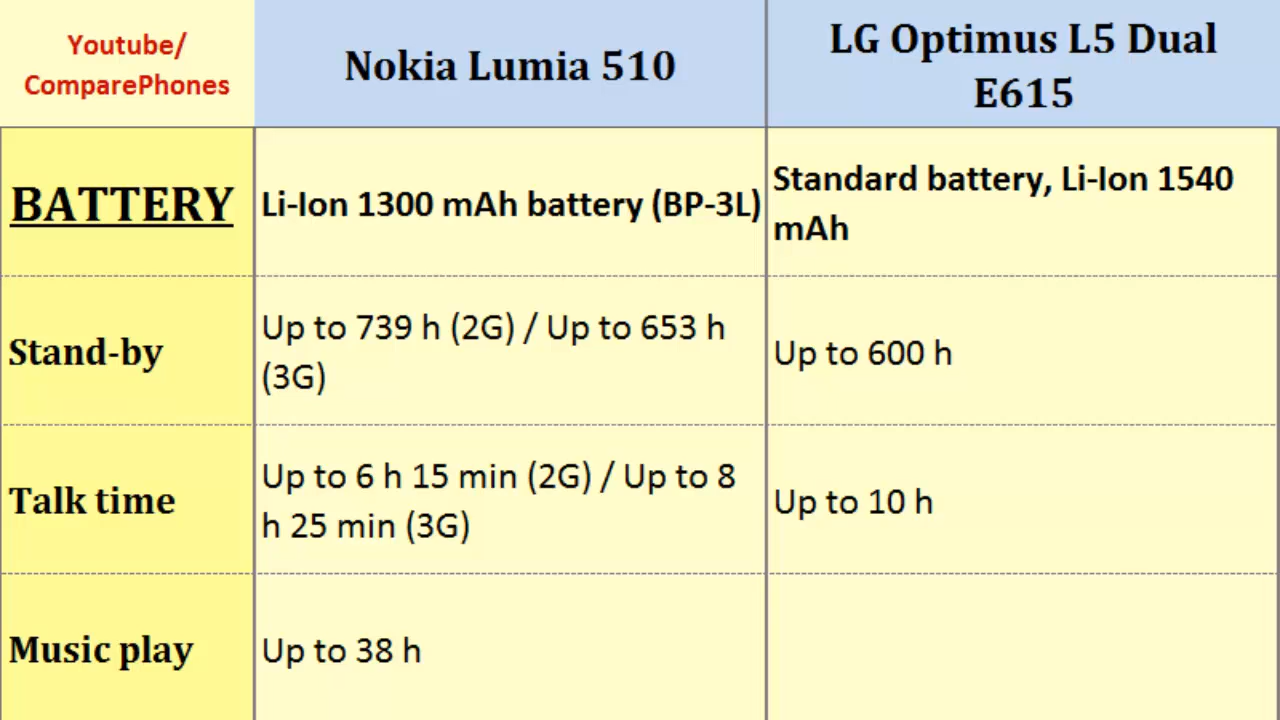 Youtube/
ComparePhones
Nokia Lumia 510
LG Optimus L5 Dual
E615
BATTERY
Li-Ion 1300 mAh battery (BP-3L)
Standard battery, Li-Ion 1540
mAh
Stand-by
Up to 739 h (2G) / Up to 653 h
(3G)
Up to 600 h
Talk time
Up to 6 h 15 min (2G) / Up to 8
h 25 min (3G)
Up to 10 h
Music play
Up to 38 h